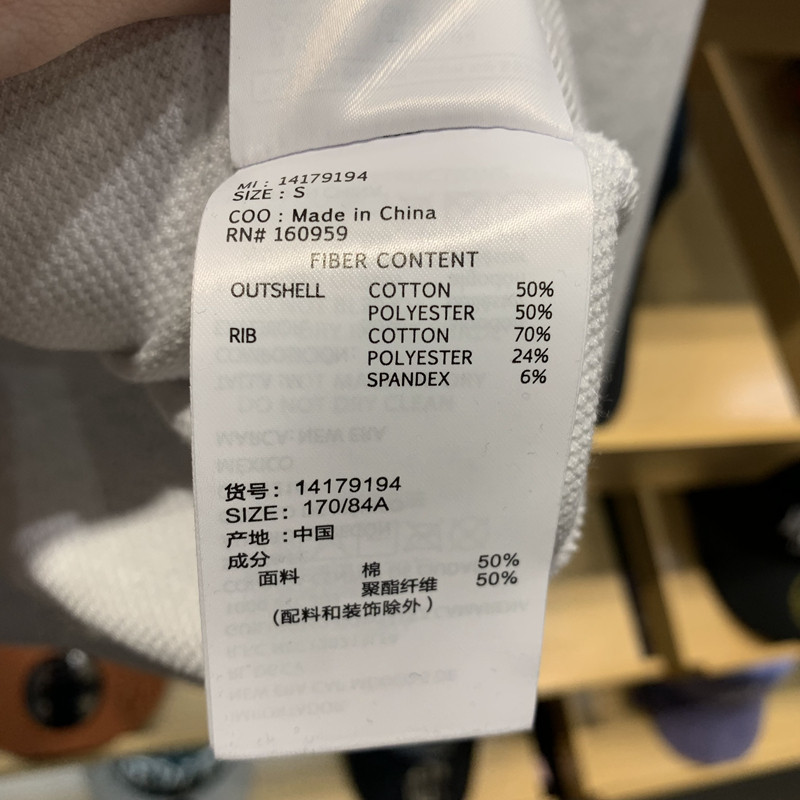 MI : 14179194
SIZE : S
COO : Made in China
RN# 160959
FIBER CONTENT
OUTSHELL COTTON 50%
POLYESTER 50%
RIB COTTON 70%
POLYESTER 24%
SPANDEX 6%
货号: 14179194
SIZE: 170/84A
产地 :中国
成分
面料 棉 50%
聚酯纤维 50%
(配料和装饰除外)